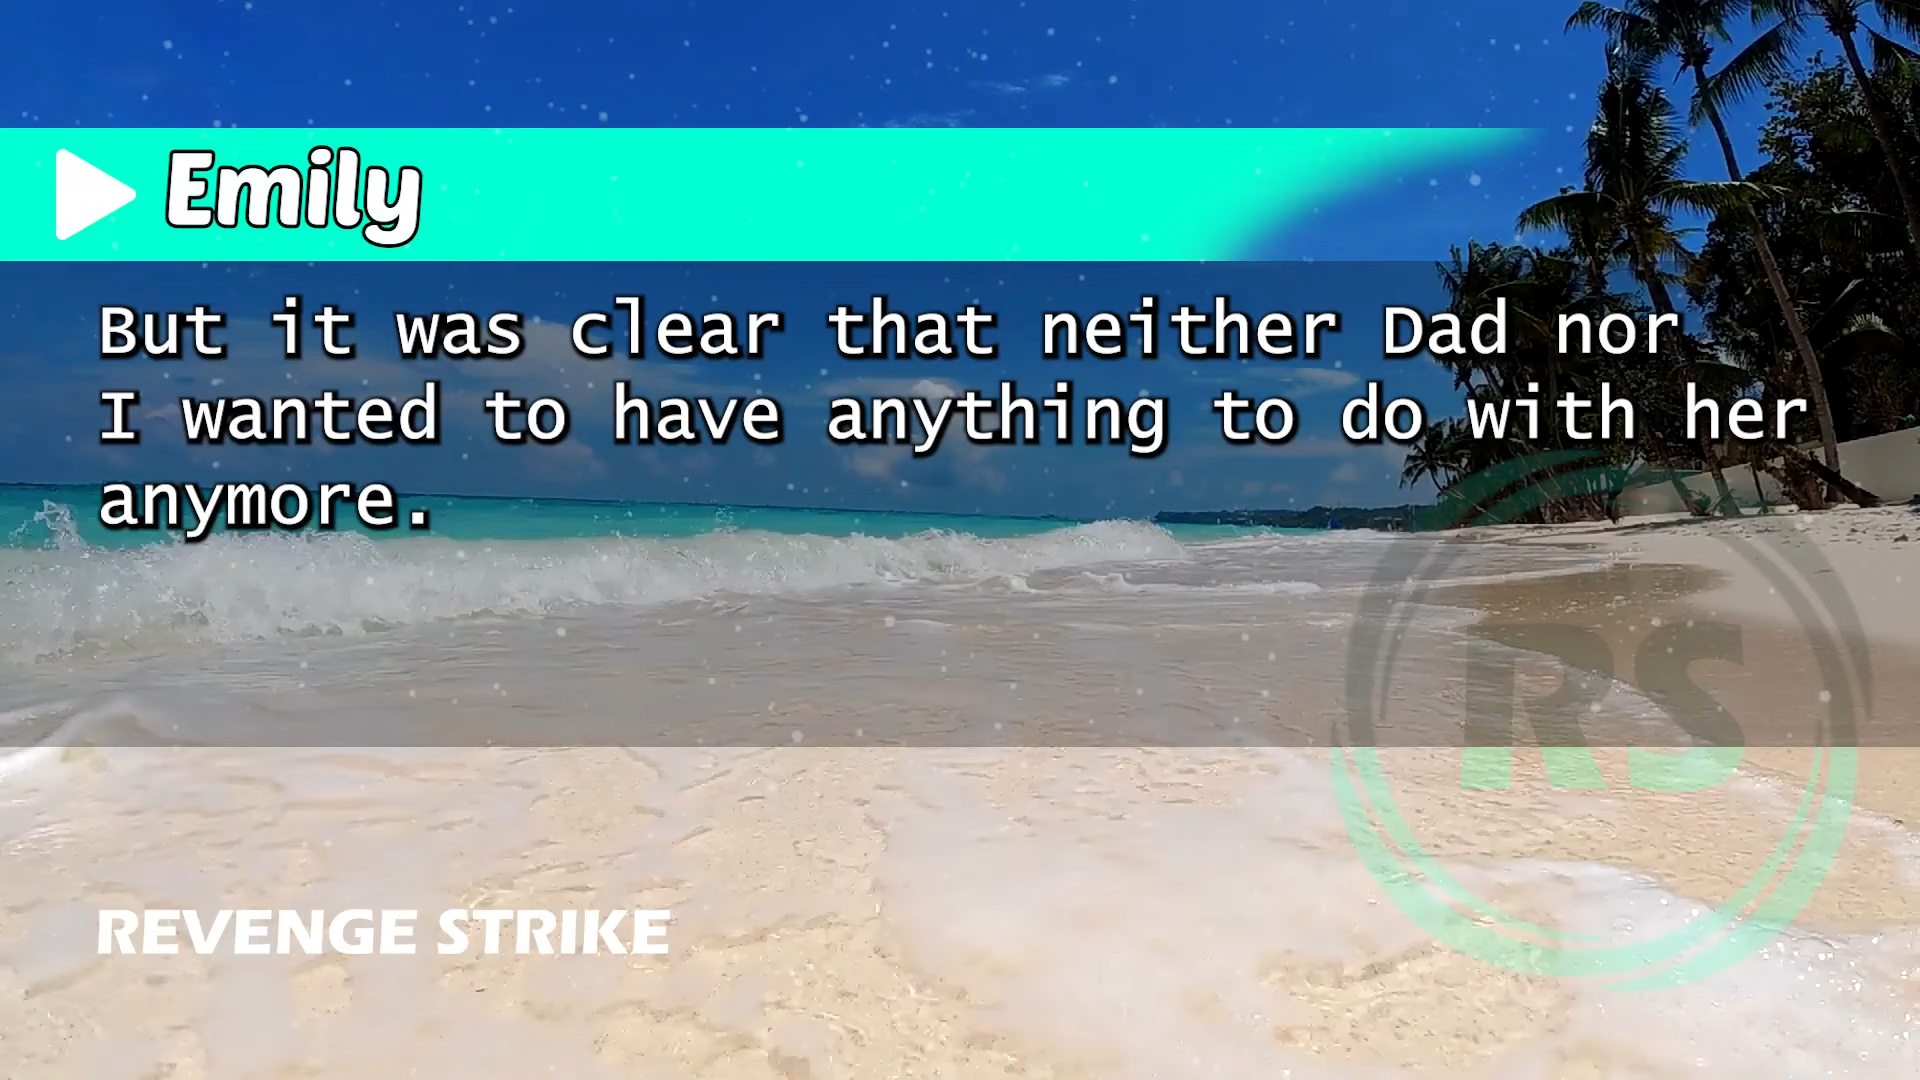 Emily
But it was clear that neither Dad nor
I wanted to have anything to do with her
anymore.
RS
REVENGE STRIKE